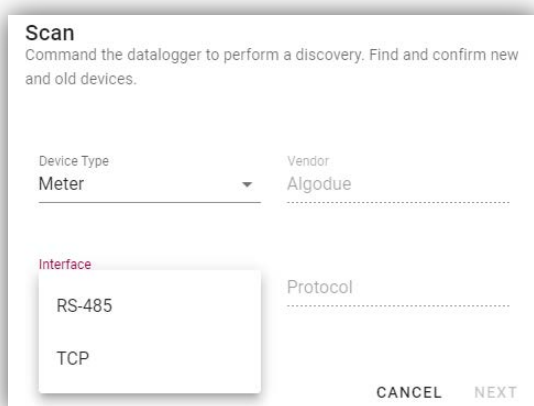 Scan
Command the datalogger to perform a discovery. Find and confirm new
and old devices.
Device Type
Vendor
Meter
Algodue
Interface
Protocol
RS-485
TCP
CANCEL
NEXT